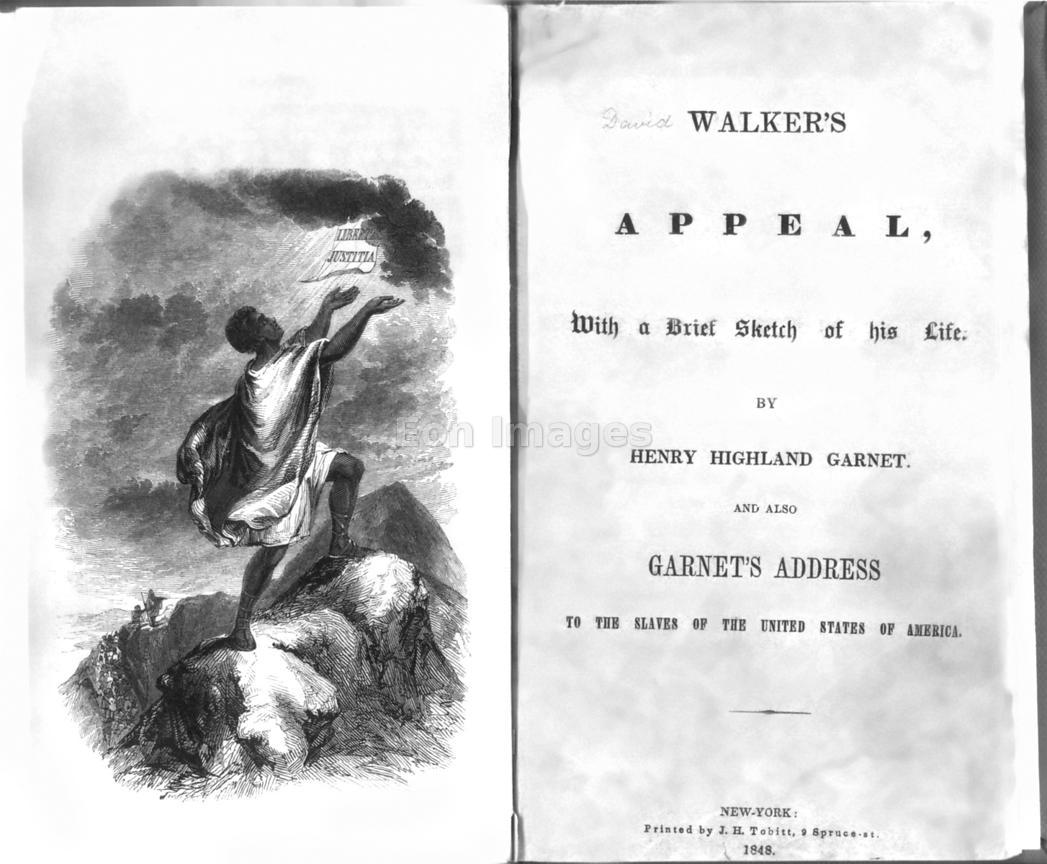 LIBERTA
JUSTITIA
Eon Images
David WALKER'S
APPEAL,
With a Brief Sketch of his Life.
BY
HENRY HIGHLAND GARNET.
AND ALSO
GARNET'S ADDRESS
TO THE SLAVES OF THE UNITED STATES OF AMERICA.
NEW-YORK:
Printed by J. H. Tobitt, 9 Spruce-st.
1848.